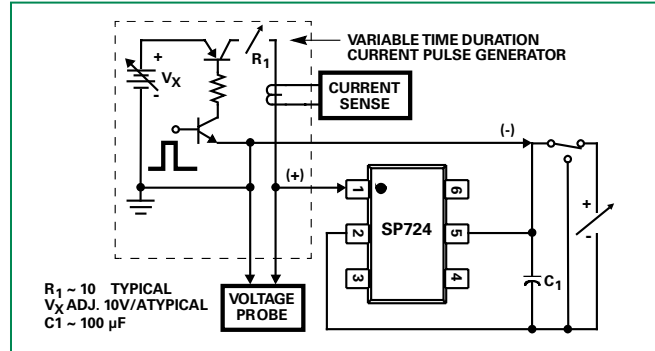 VARIABLE TIME DURATION
CURRENT PULSE GENERATOR
+
VX
-
R1
CURRENT
SENSE
(-)
(+)
1
2
3
SP724
6
5
4
+
-
C1
R1 ~ 10 TYPICAL
VX ADJ. 10V/ATYPICAL
C1 ~ 100 µF
VOLTAGE
PROBE